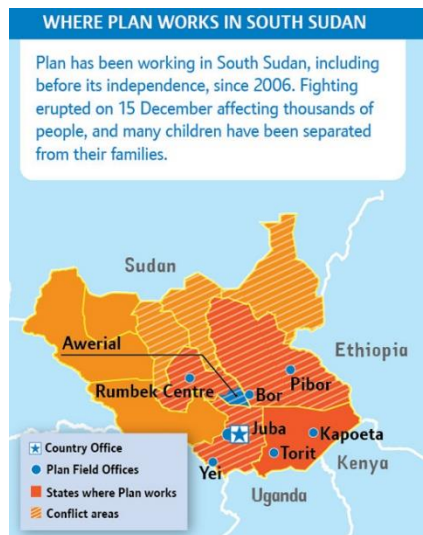 WHERE PLAN WORKS IN SOUTH SUDAN
Plan has been working in South Sudan, including
before its independence, since 2006. Fighting
erupted on 15 December affecting thousands of
people, and many children have been separated
from their families.
Sudan
Awerial
Ethiopia
Rumbek Centre
Bor
Pibor
Juba
Kapoeta
Torit
Yei
Kenya
Uganda
Country Office
Plan Field Offices
States where Plan works
Conflict areas